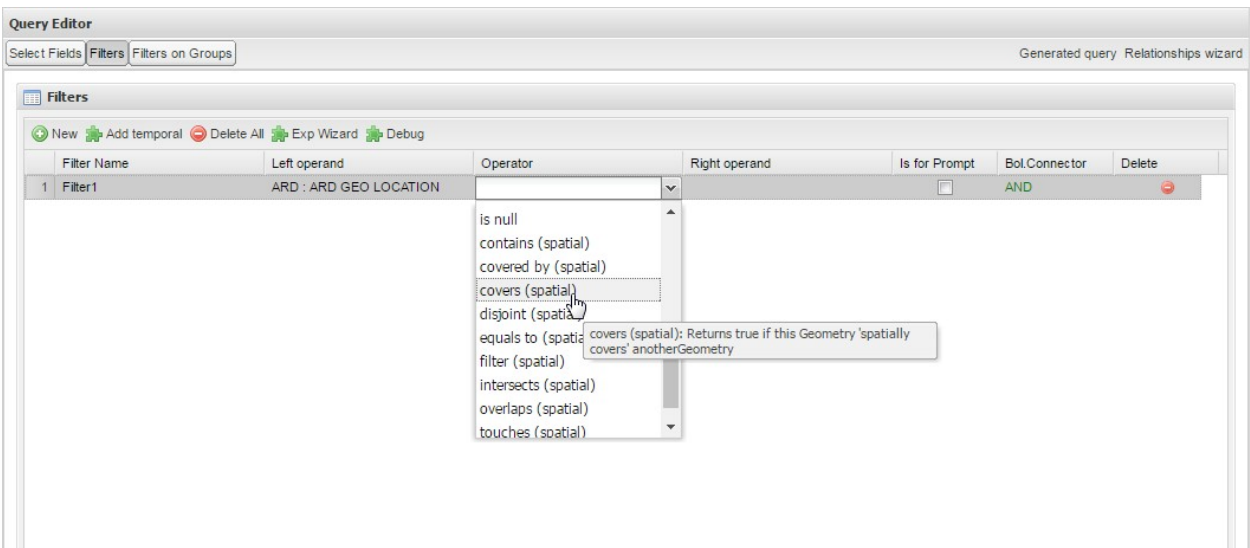 Query Editor
Select Fields Filters Filters on Groups Generated query Relationships wizard
Filters
New Add temporal Delete All Exp Wizard Debug
Filter Name Left operand Operator Right operand Is for Prompt Bol.Connector Delete
1 Filter1 ARD : ARD GEO LOCATION AND
is null
contains (spatial)
covered by (spatial)
covers (spatial)
disjoint (spatial)
equals to (spatia
covers (spatial): Returns true if this Geometry 'spatially
covers' anotherGeometry
filter (spatial)
intersects (spatial)
overlaps (spatial)
touches (spatial)